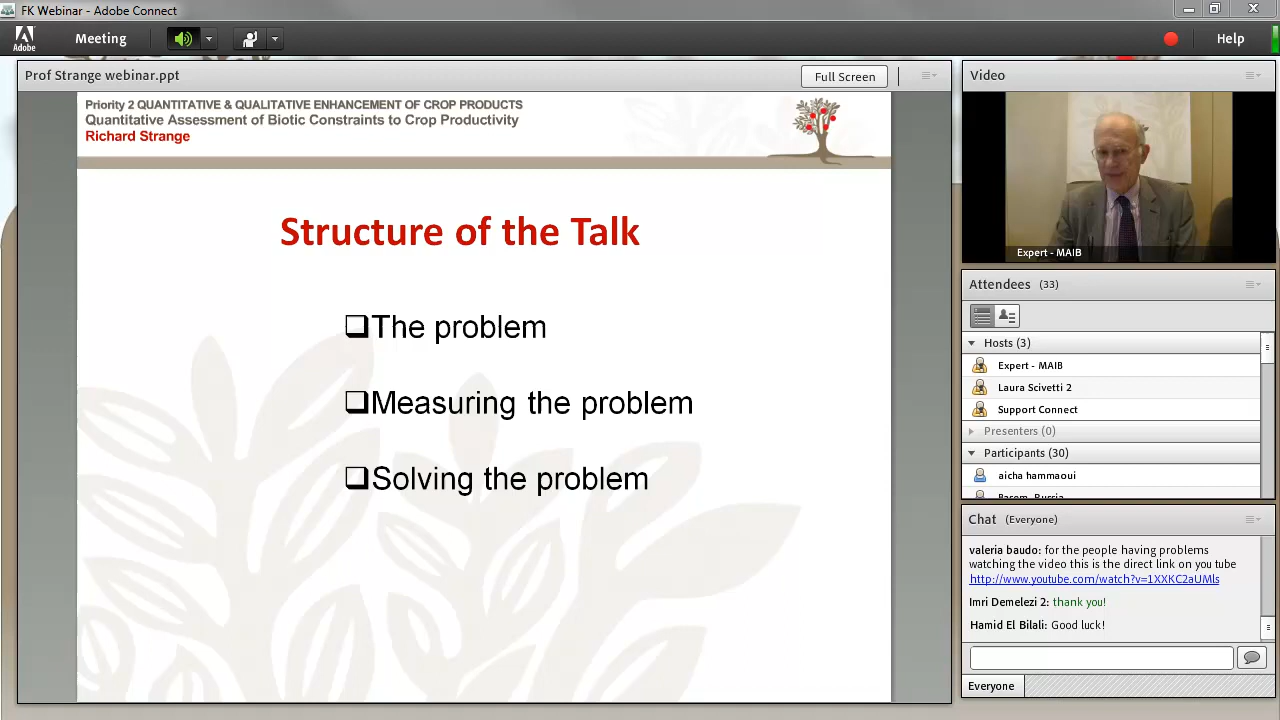 FK Webinar - Adobe Connect
Adobe
Meeting
Help
Prof Strange webinar.ppt
Full Screen
Priority 2 QUANTITATIVE & QUALITATIVE ENHANCEMENT OF CROP PRODUCTS
Quantitative Assessment of Biotic Constraints to Crop Productivity
Richard Strange
Structure of the Talk
The problem
Measuring the problem
Solving the problem
Video
Expert - MAIB
Attendees (33)
Hosts (3)
Expert - MAIB
Laura Scivetti 2
Support Connect
Presenters (0)
Participants (30)
aicha hammaoui
Basem, Russia
Chat (Everyone)
valeria baudo: for the people having problems
watching the video this is the direct link on you tube
http://www.youtube.com/watch?v=1XXKC2aUMls
Imri Demelezi 2: thank you!
Hamid El Bilali: Good luck!
Everyone